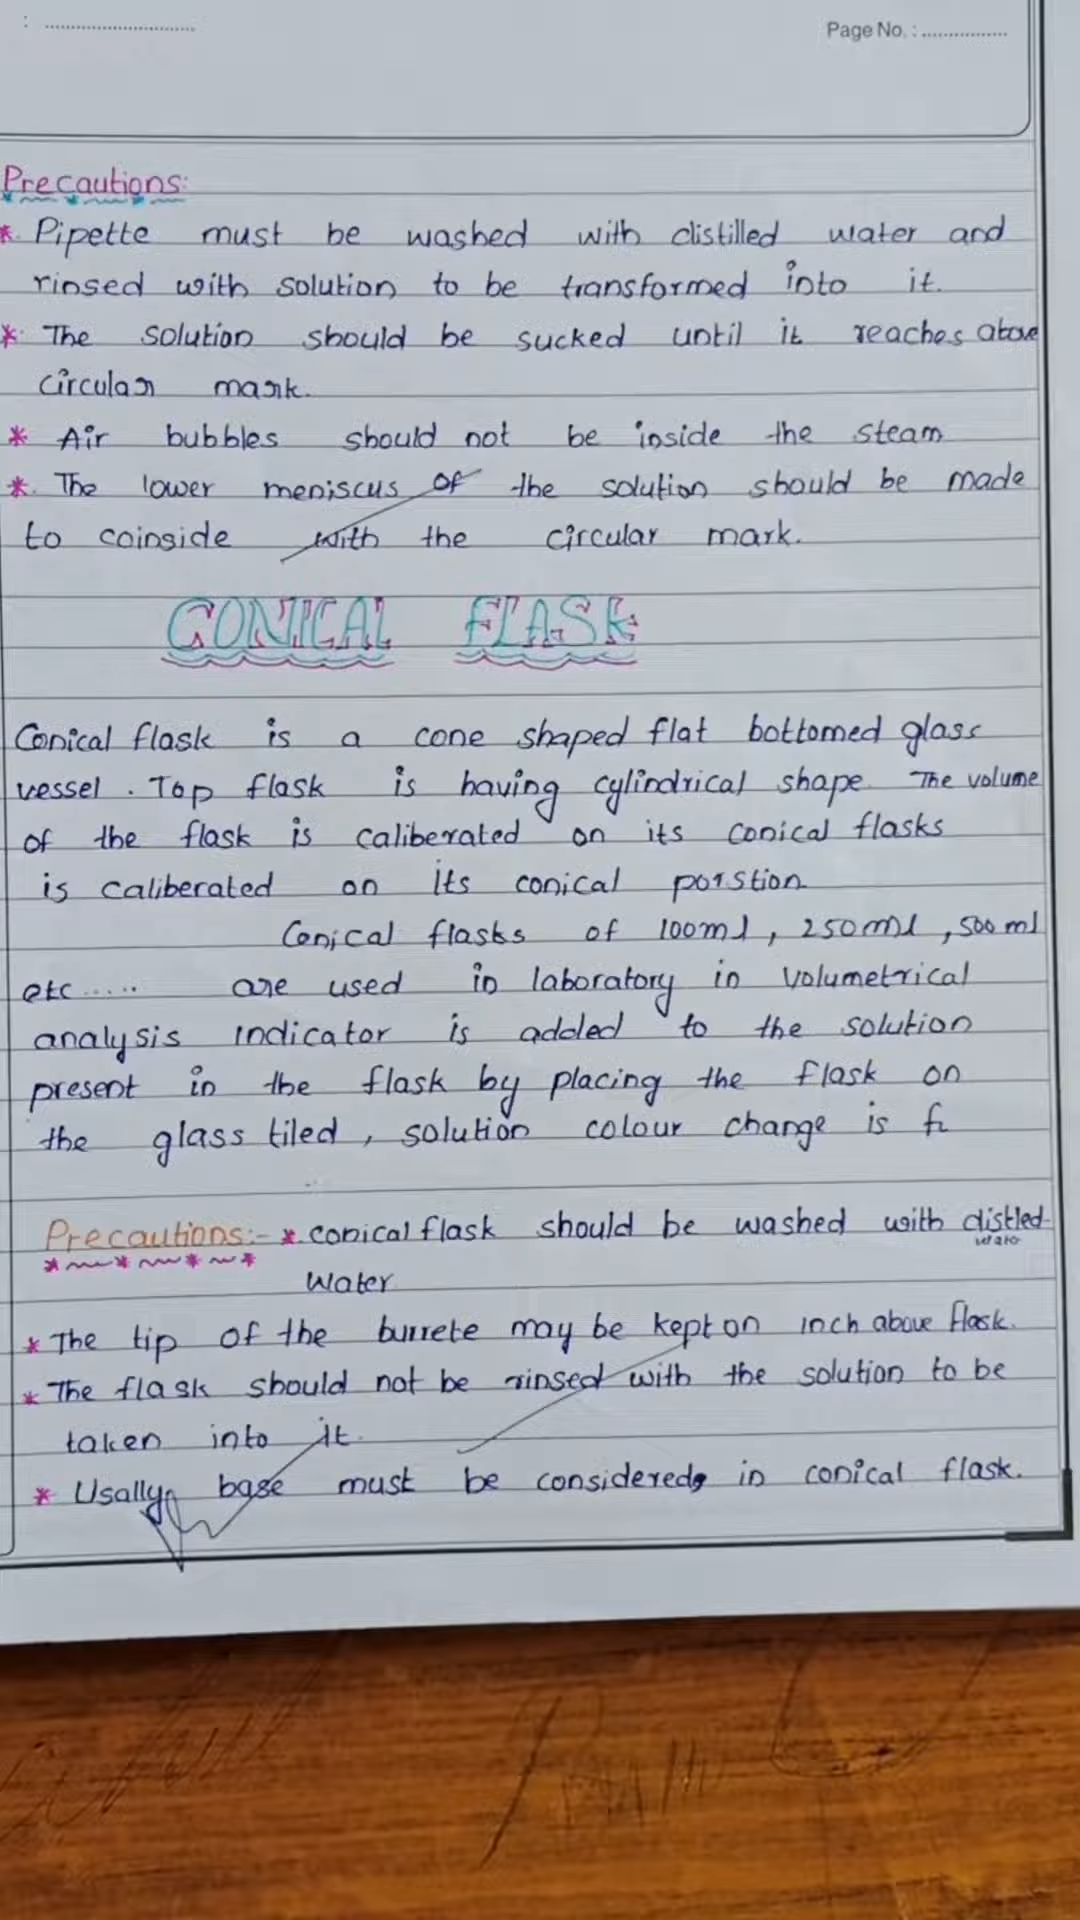 Page No. :
Precautions:
* Pipette must be washed with distilled water and
rinsed with solution to be transformed into it.
* The solution should be sucked until it reaches above
circular mark.
* Air bubbles should not be inside the steam
* The lower meniscus of the solution should be made
to coinside with the circular mark.
CONICAL FLASK
Conical flask is a cone shaped flat bottomed glass
vessel . Top flask is having cylindrical shape. The volume
of the flask is caliberated on its conical flasks
is caliberated on its conical porstion
Conical flasks of 100ml, 250ml, 500ml
etc ..... are used in laboratory in volumetrical
analysis indicator is added to the solution
present in the flask by placing the flask on
the glass tiled, solution colour change is f
Precautions:- * conical flask should be washed with distled
water
Water
* The tip of the burrete may be kept on inch above flask.
* The flask should not be rinsed with the solution to be
taken into it.
* Usally base must be considered in conical flask.